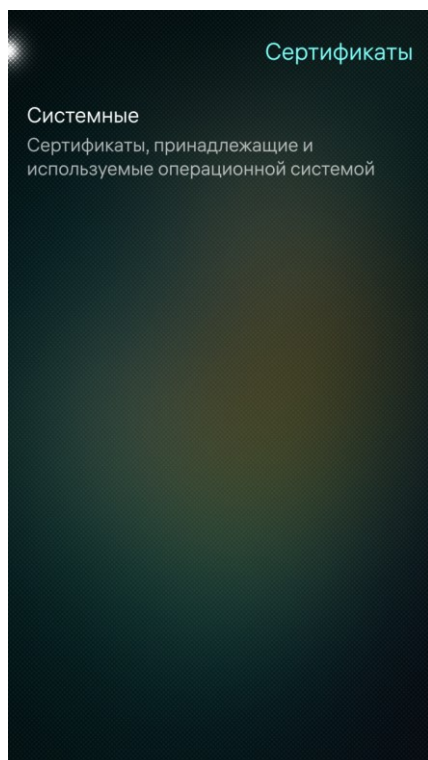 Сертификаты
Системные
Сертификаты, принадлежащие и
используемые операционной системой